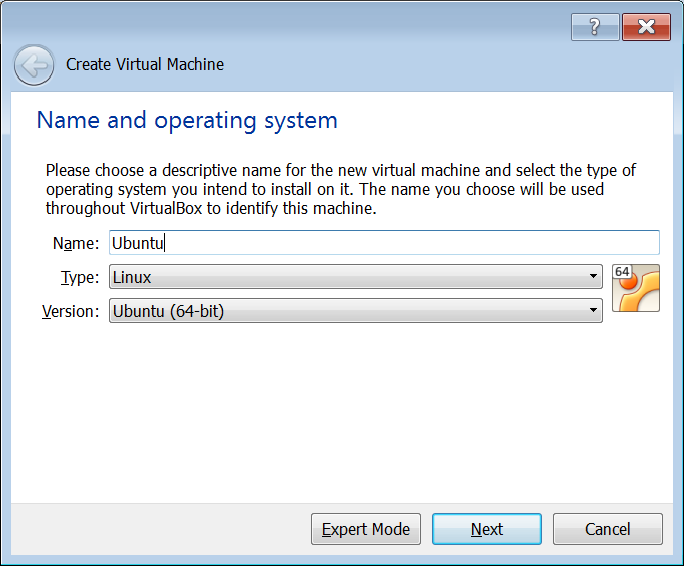 ?
Create Virtual Machine
Name and operating system
Please choose a descriptive name for the new virtual machine and select the type of
operating system you intend to install on it. The name you choose will be used
throughout VirtualBox to identify this machine.
Name: Ubuntu
Type: Linux
64
Version: Ubuntu (64-bit)
Expert Mode Next Cancel